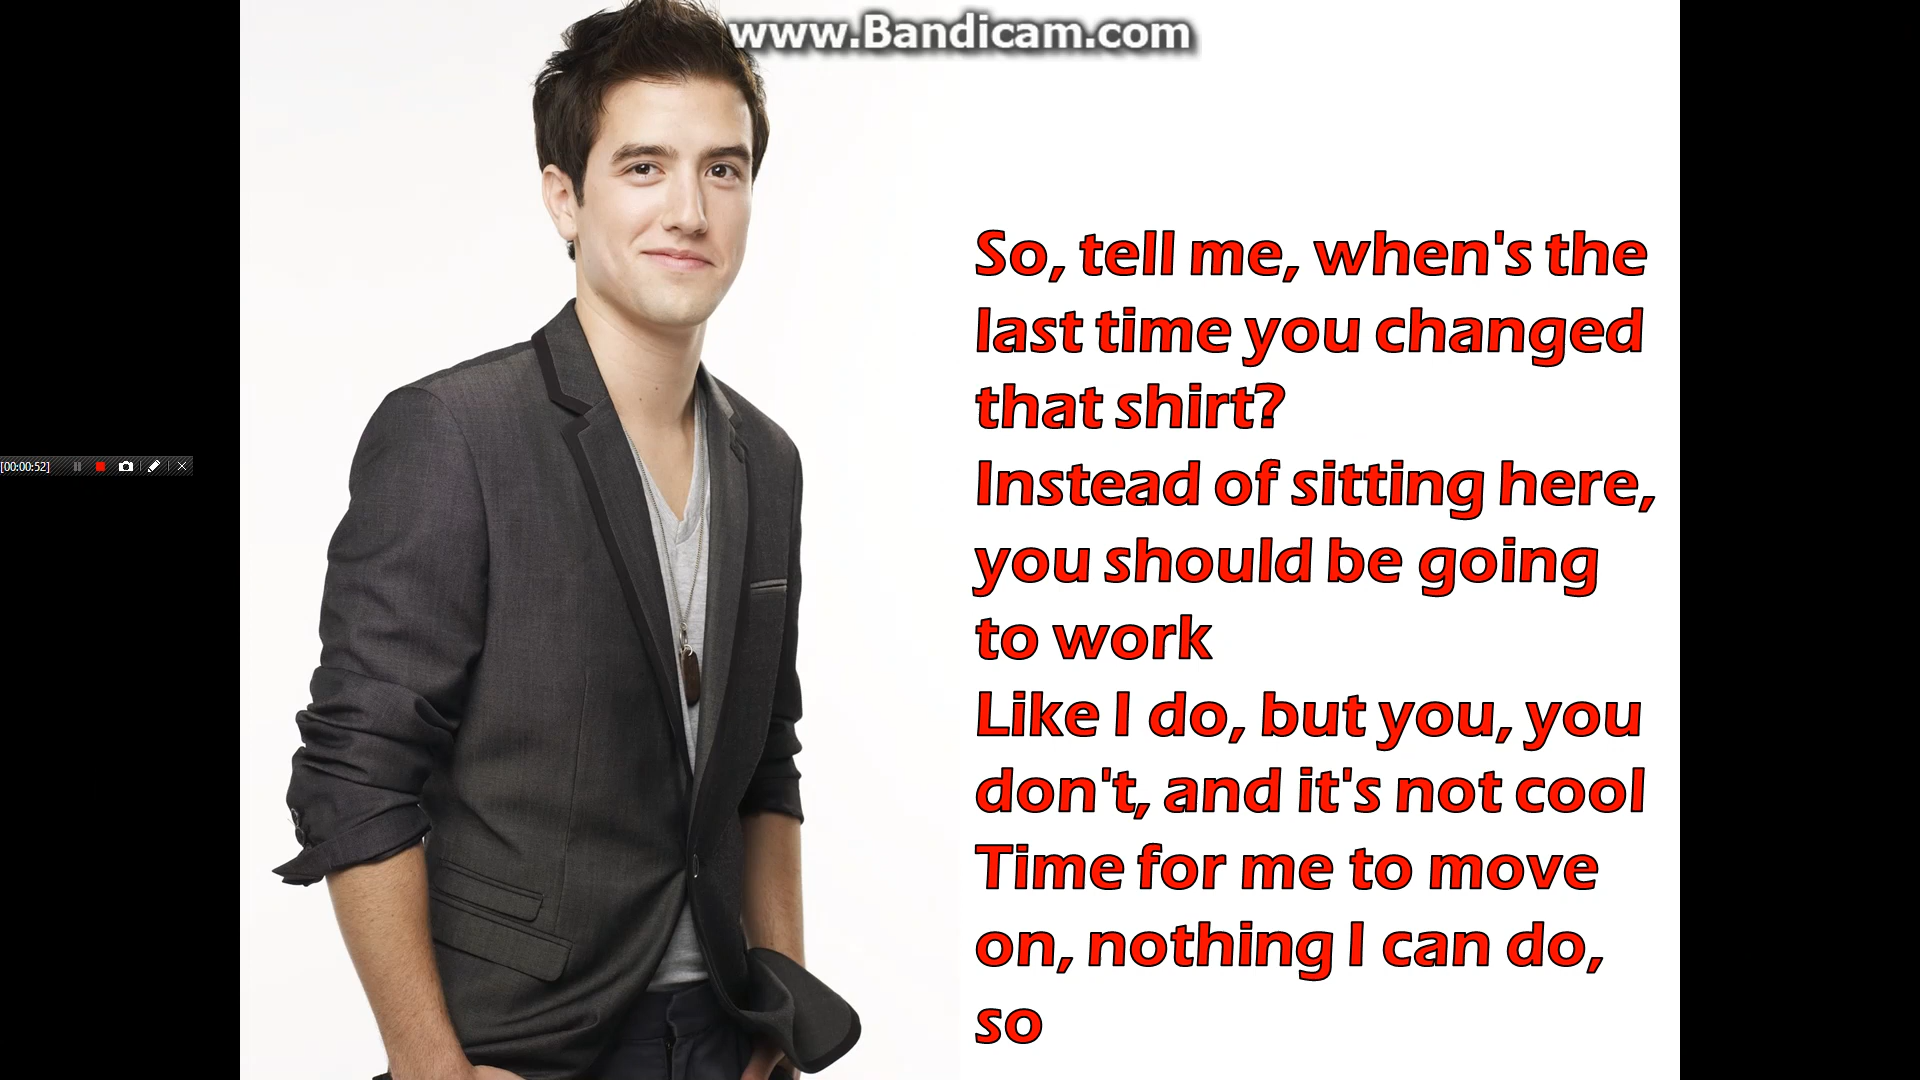 www.Bandicam.com
So, tell me, when's the
last time you changed
that shirt?
Instead of sitting here,
you should be going
to work
Like I do, but you, you
don't, and it's not cool
Time for me to move
on, nothing I can do,
so
[00:00:52]